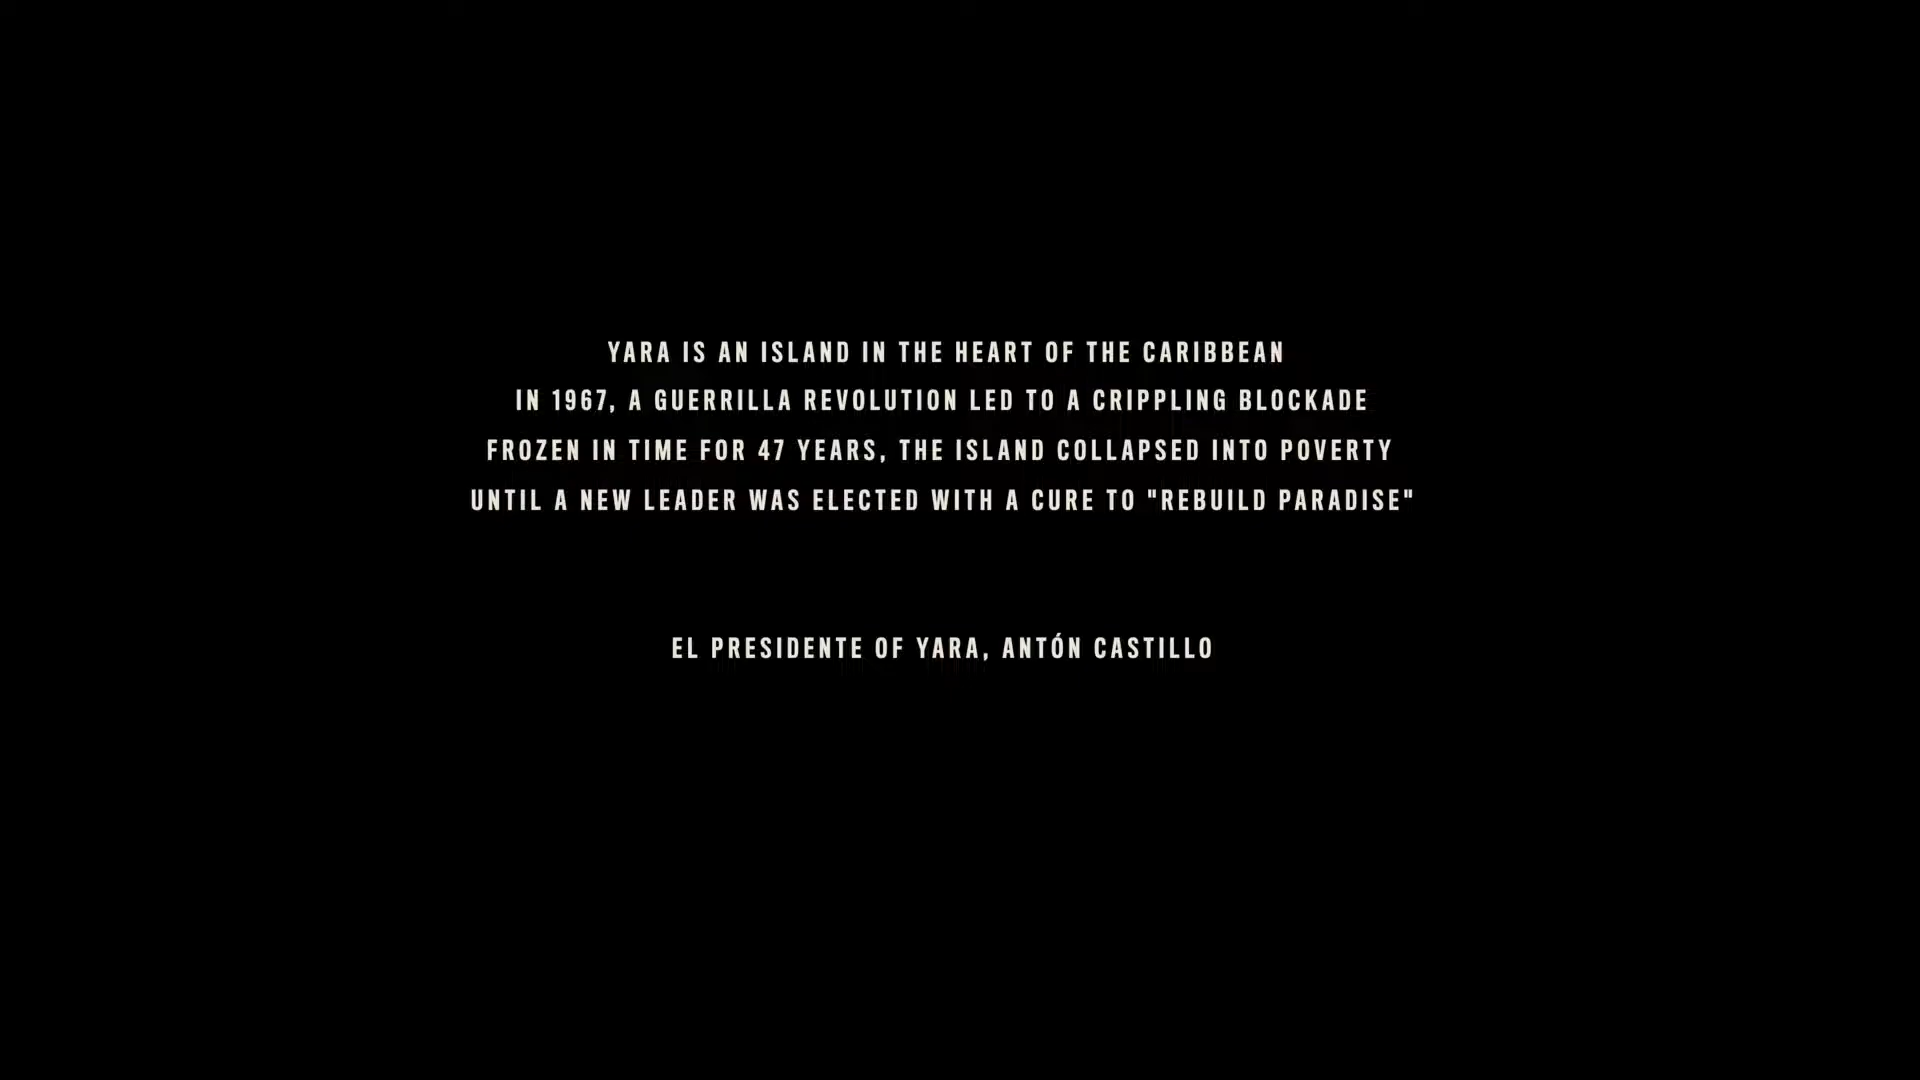 YARA IS AN ISLAND IN THE HEART OF THE CARIBBEAN
IN 1967, A GUERRILLA REVOLUTION LED TO A CRIPPLING BLOCKADE
FROZEN IN TIME FOR 47 YEARS, THE ISLAND COLLAPSED INTO POVERTY
UNTIL A NEW LEADER WAS ELECTED WITH A CURE TO "REBUILD PARADISE"
EL PRESIDENTE OF YARA, ANTÓN CASTILLO